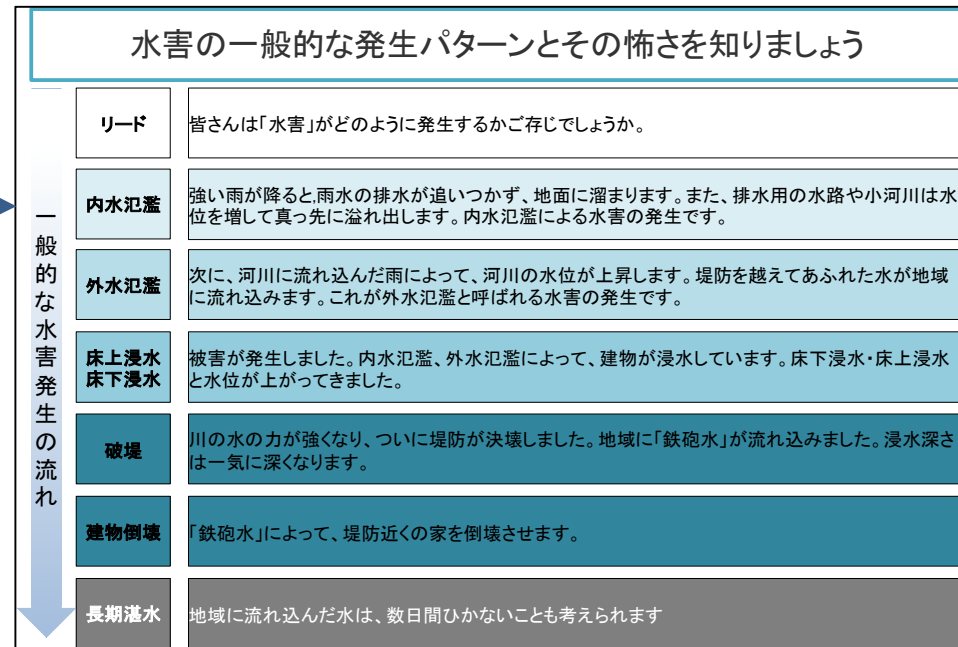 水害の一般的な発生パターンとその怖さを知りましょう
一般的な水害発生の流れ
リード
皆さんは「水害」がどのように発生するかご存じでしょうか。
内水氾濫
強い雨が降ると,雨水の排水が追いつかず、地面に溜まります。また、排水用の水路や小河川は水
位を増して真っ先に溢れ出します。内水氾濫による水害の発生です。
外水氾濫
次に、河川に流れ込んだ雨によって、河川の水位が上昇します。堤防を越えてあふれた水が地域
に流れ込みます。これが外水氾濫と呼ばれる水害の発生です。
床上浸水
床下浸水
被害が発生しました。内水氾濫、外水氾濫によって、建物が浸水しています。床下浸水・床上浸水
と水位が上がってきました。
破堤
川の水の力が強くなり、ついに堤防が決壊しました。地域に「鉄砲水」が流れ込みました。浸水深さ
は一気に深くなります。
建物倒壊
「鉄砲水」によって、堤防近くの家を倒壊させます。
長期湛水
地域に流れ込んだ水は、数日間ひかないことも考えられます